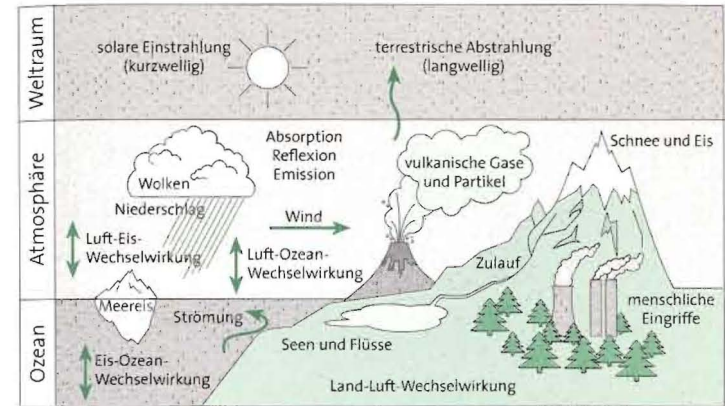 Weltraum
solare Einstrahlung
(kurzwellig)
terrestrische Abstrahlung
(langwellig)
Atmosphäre
Absorption
Reflexion
Emission
Schnee und Eis
vulkanische Gase
und Partikel
Wolken
Niederschlag
Wind
Luft-Eis-
Wechselwirkung
Luft-Ozean-
Wechselwirkung
Zulauf
Ozean
Meereis
Strömung
menschliche
Eingriffe
Seen und Flüsse
Eis-Ozean-
Wechselwirkung
Land-Luft-Wechselwirkung